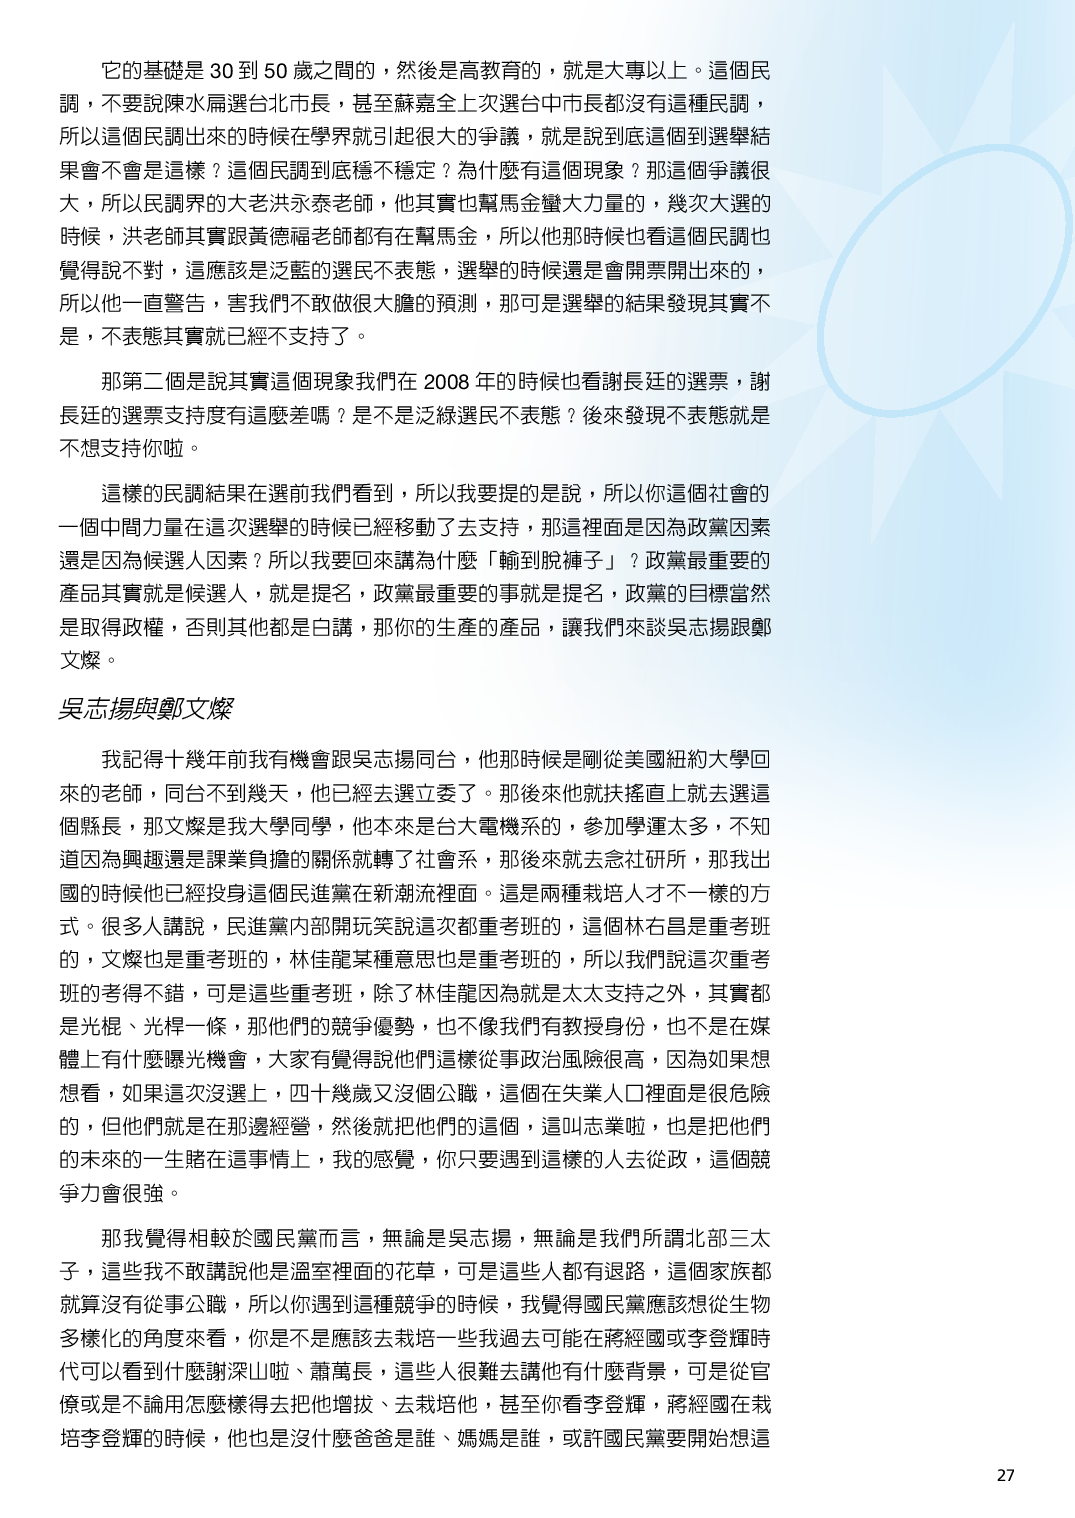 它的基礎是 30 到 50 歲之間的，然後是高教育的，就是大專以上。這個民
調，不要說陳水扁選台北市長，甚至蘇嘉全上次選台中市長都沒有這種民調，
所以這個民調出來的時候在學界就引起很大的爭議，就是說到底這個到選舉結
果會不會是這樣？這個民調到底穩不穩定？為什麼有這個現象？那這個爭議很
大，所以民調界的大老洪永泰老師，他其實也幫馬金蠻大力量的，幾次大選的
時候，洪老師其實跟黃德福老師都有在幫馬金，所以他那時候也看這個民調也
覺得說不對，這應該是泛藍的選民不表態，選舉的時候還是會開票開出來的，
所以他一直警告，害我們不敢做很大膽的預測，那可是選舉的結果發現其實不
是，不表態其實就已經不支持了。
那第二個是說其實這個現象我們在 2008 年的時候也看謝長廷的選票，謝
長廷的選票支持度有這麼差嗎？是不是泛綠選民不表態？後來發現不表態就是
不想支持你啦。
這樣的民調結果在選前我們看到，所以我要提的是說，所以你這個社會的
一個中間力量在這次選舉的時候已經移動了去支持，那這裡面是因為政黨因素
還是因為候選人因素？所以我要回來講為什麼「輸到脫褲子」？政黨最重要的
產品其實就是候選人，就是提名，政黨最重要的事就是提名，政黨的目標當然
是取得政權，否則其他都是白講，那你的生產的產品，讓我們來談吳志揚跟鄭
文燦。
吳志揚與鄭文燦
我記得十幾年前我有機會跟吳志揚同台，他那時候是剛從美國紐約大學回
來的老師，同台不到幾天，他已經去選立委了。那後來他就扶搖直上就去選這
個縣長，那文燦是我大學同學，他本來是台大電機系的，參加學運太多，不知
道因為興趣還是課業負擔的關係就轉了社會系，那後來就去念社研所，那我出
國的時候他已經投身這個民進黨在新潮流裡面。這是兩種栽培人才不一樣的方
式。很多人講說，民進黨內部開玩笑說這次都重考班的，這個林右昌是重考班
的，文燦也是重考班的，林佳龍某種意思也是重考班的，所以我們說這次重考
班的考得不錯，可是這些重考班，除了林佳龍因為就是太太支持之外，其實都
是光棍、光桿一條，那他們的競爭優勢，也不像我們有教授身份，也不是在媒
體上有什麼曝光機會，大家有覺得說他們這樣從事政治風險很高，因為如果想
想看，如果這次沒選上，四十幾歲又沒個公職，這個在失業人口裡面是很危險
的，但他們就是在那邊經營，然後就把他們的這個，這叫志業啦，也是把他們
的未來的一生賭在這事情上，我的感覺，你只要遇到這樣的人去從政，這個競
爭力會很強。
那我覺得相較於國民黨而言，無論是吳志揚，無論是我們所謂北部三太
子，這些我不敢講說他是溫室裡面的花草，可是這些人都有退路，這個家族都
就算沒有從事公職，所以你遇到這種競爭的時候，我覺得國民黨應該想從生物
多樣化的角度來看，你是不是應該去栽培一些我過去可能在蔣經國或李登輝時
代可以看到什麼謝深山啦、蕭萬長，這些人很難去講他有什麼背景，可是從官
僚或是不論用怎麼樣得去把他增拔、去栽培他，甚至你看李登輝，蔣經國在栽
培李登輝的時候，他也是沒什麼爸爸是誰、媽媽是誰，或許國民黨要開始想這
27